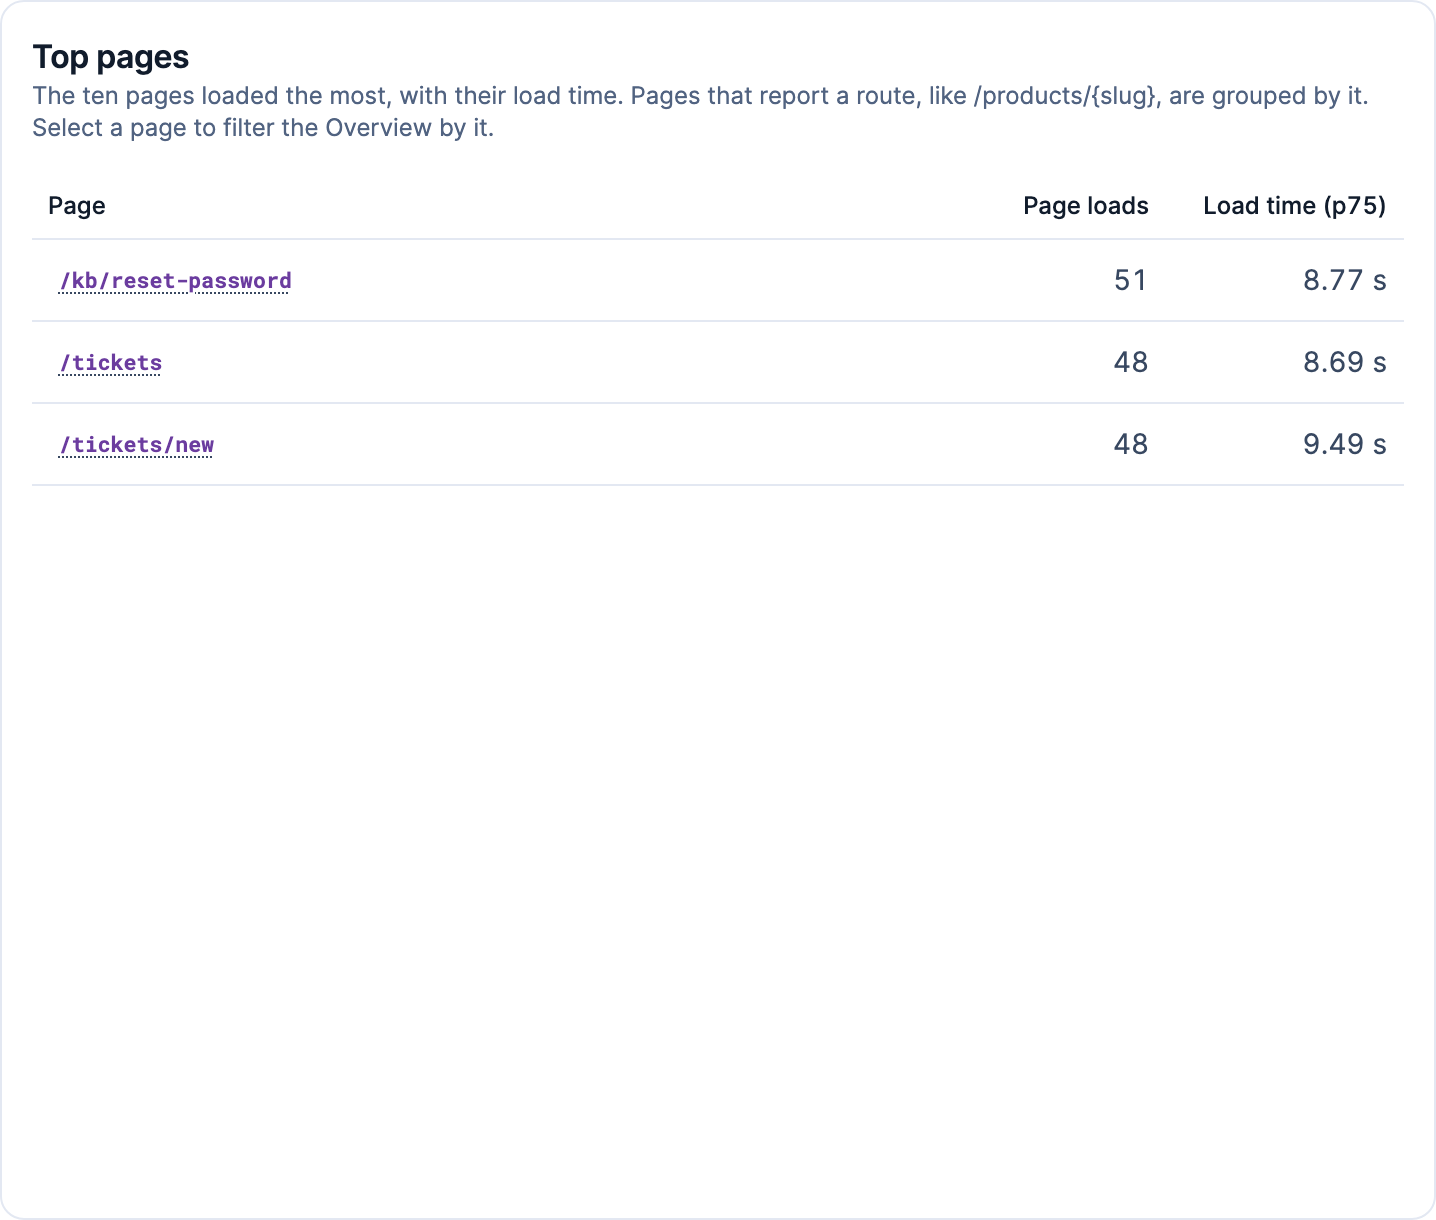 Top pages
The ten pages loaded the most, with their load time. Pages that report a route, like /products/{slug}, are grouped by it.
Select a page to filter the Overview by it.
Page Page loads Load time (p75)
/kb/reset-password 51 8.77 s
/tickets 48 8.69 s
/tickets/new 48 9.49 s